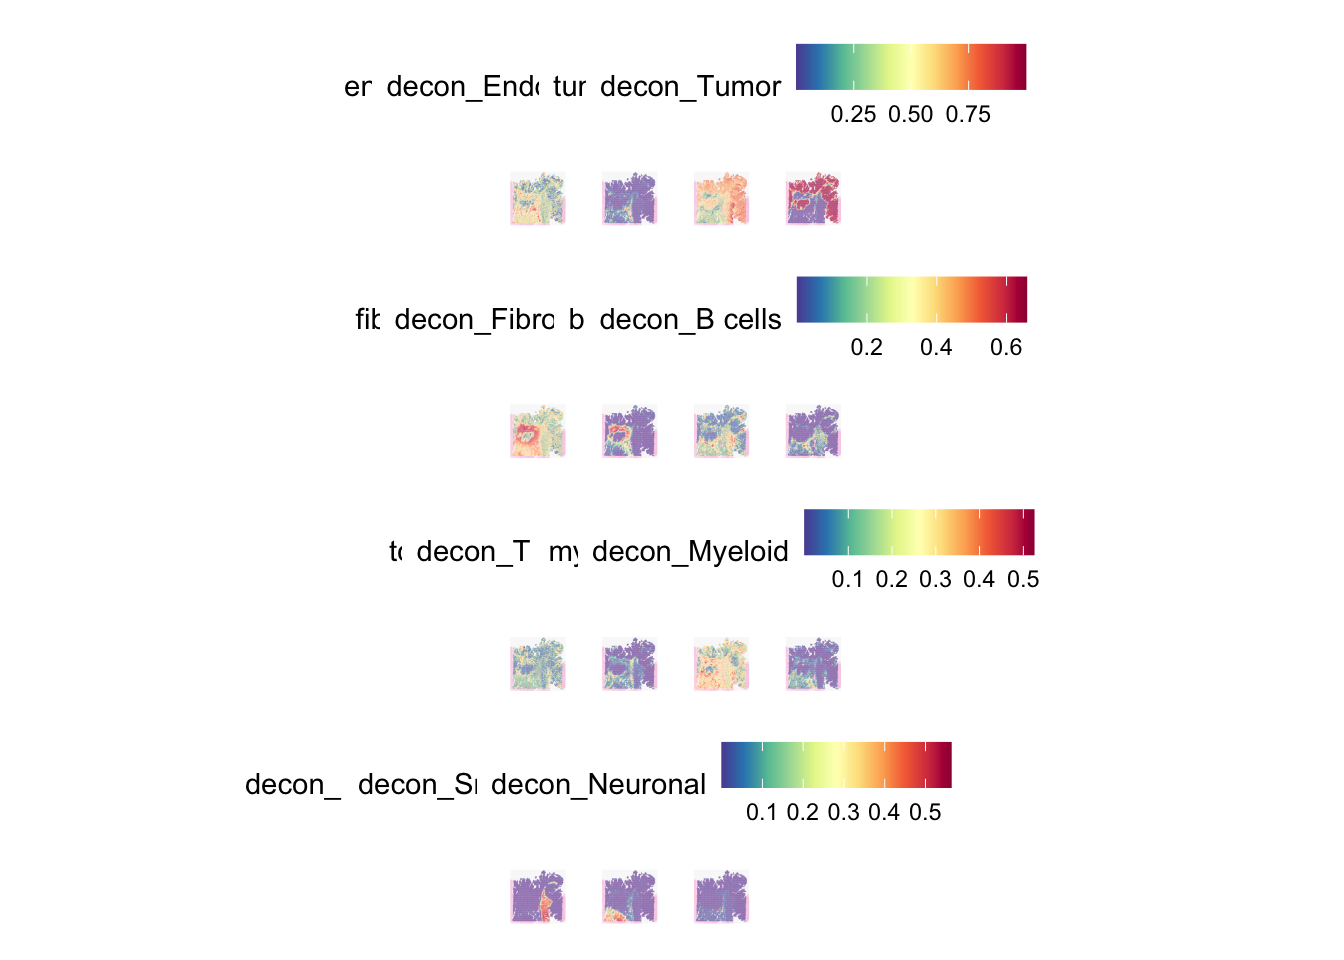 er decon_Endo tur decon_Tumor
0.25 0.50 0.75
fib decon_Fibro b decon_B cells
0.2 0.4 0.6
to decon_T my decon_Myeloid
0.1 0.2 0.3 0.4 0.5
decon_ decon_Sr decon_Neuronal
0.1 0.2 0.3 0.4 0.5